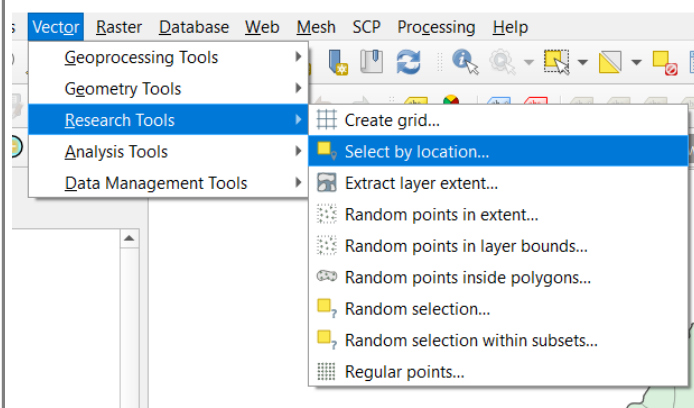 s Vector Raster Database Web Mesh SCP Processing Help
Geoprocessing Tools
Geometry Tools
Research Tools
Analysis Tools
Data Management Tools
Create grid...
Select by location...
Extract layer extent...
Random points in extent...
Random points in layer bounds...
Random points inside polygons...
Random selection...
Random selection within subsets...
Regular points...